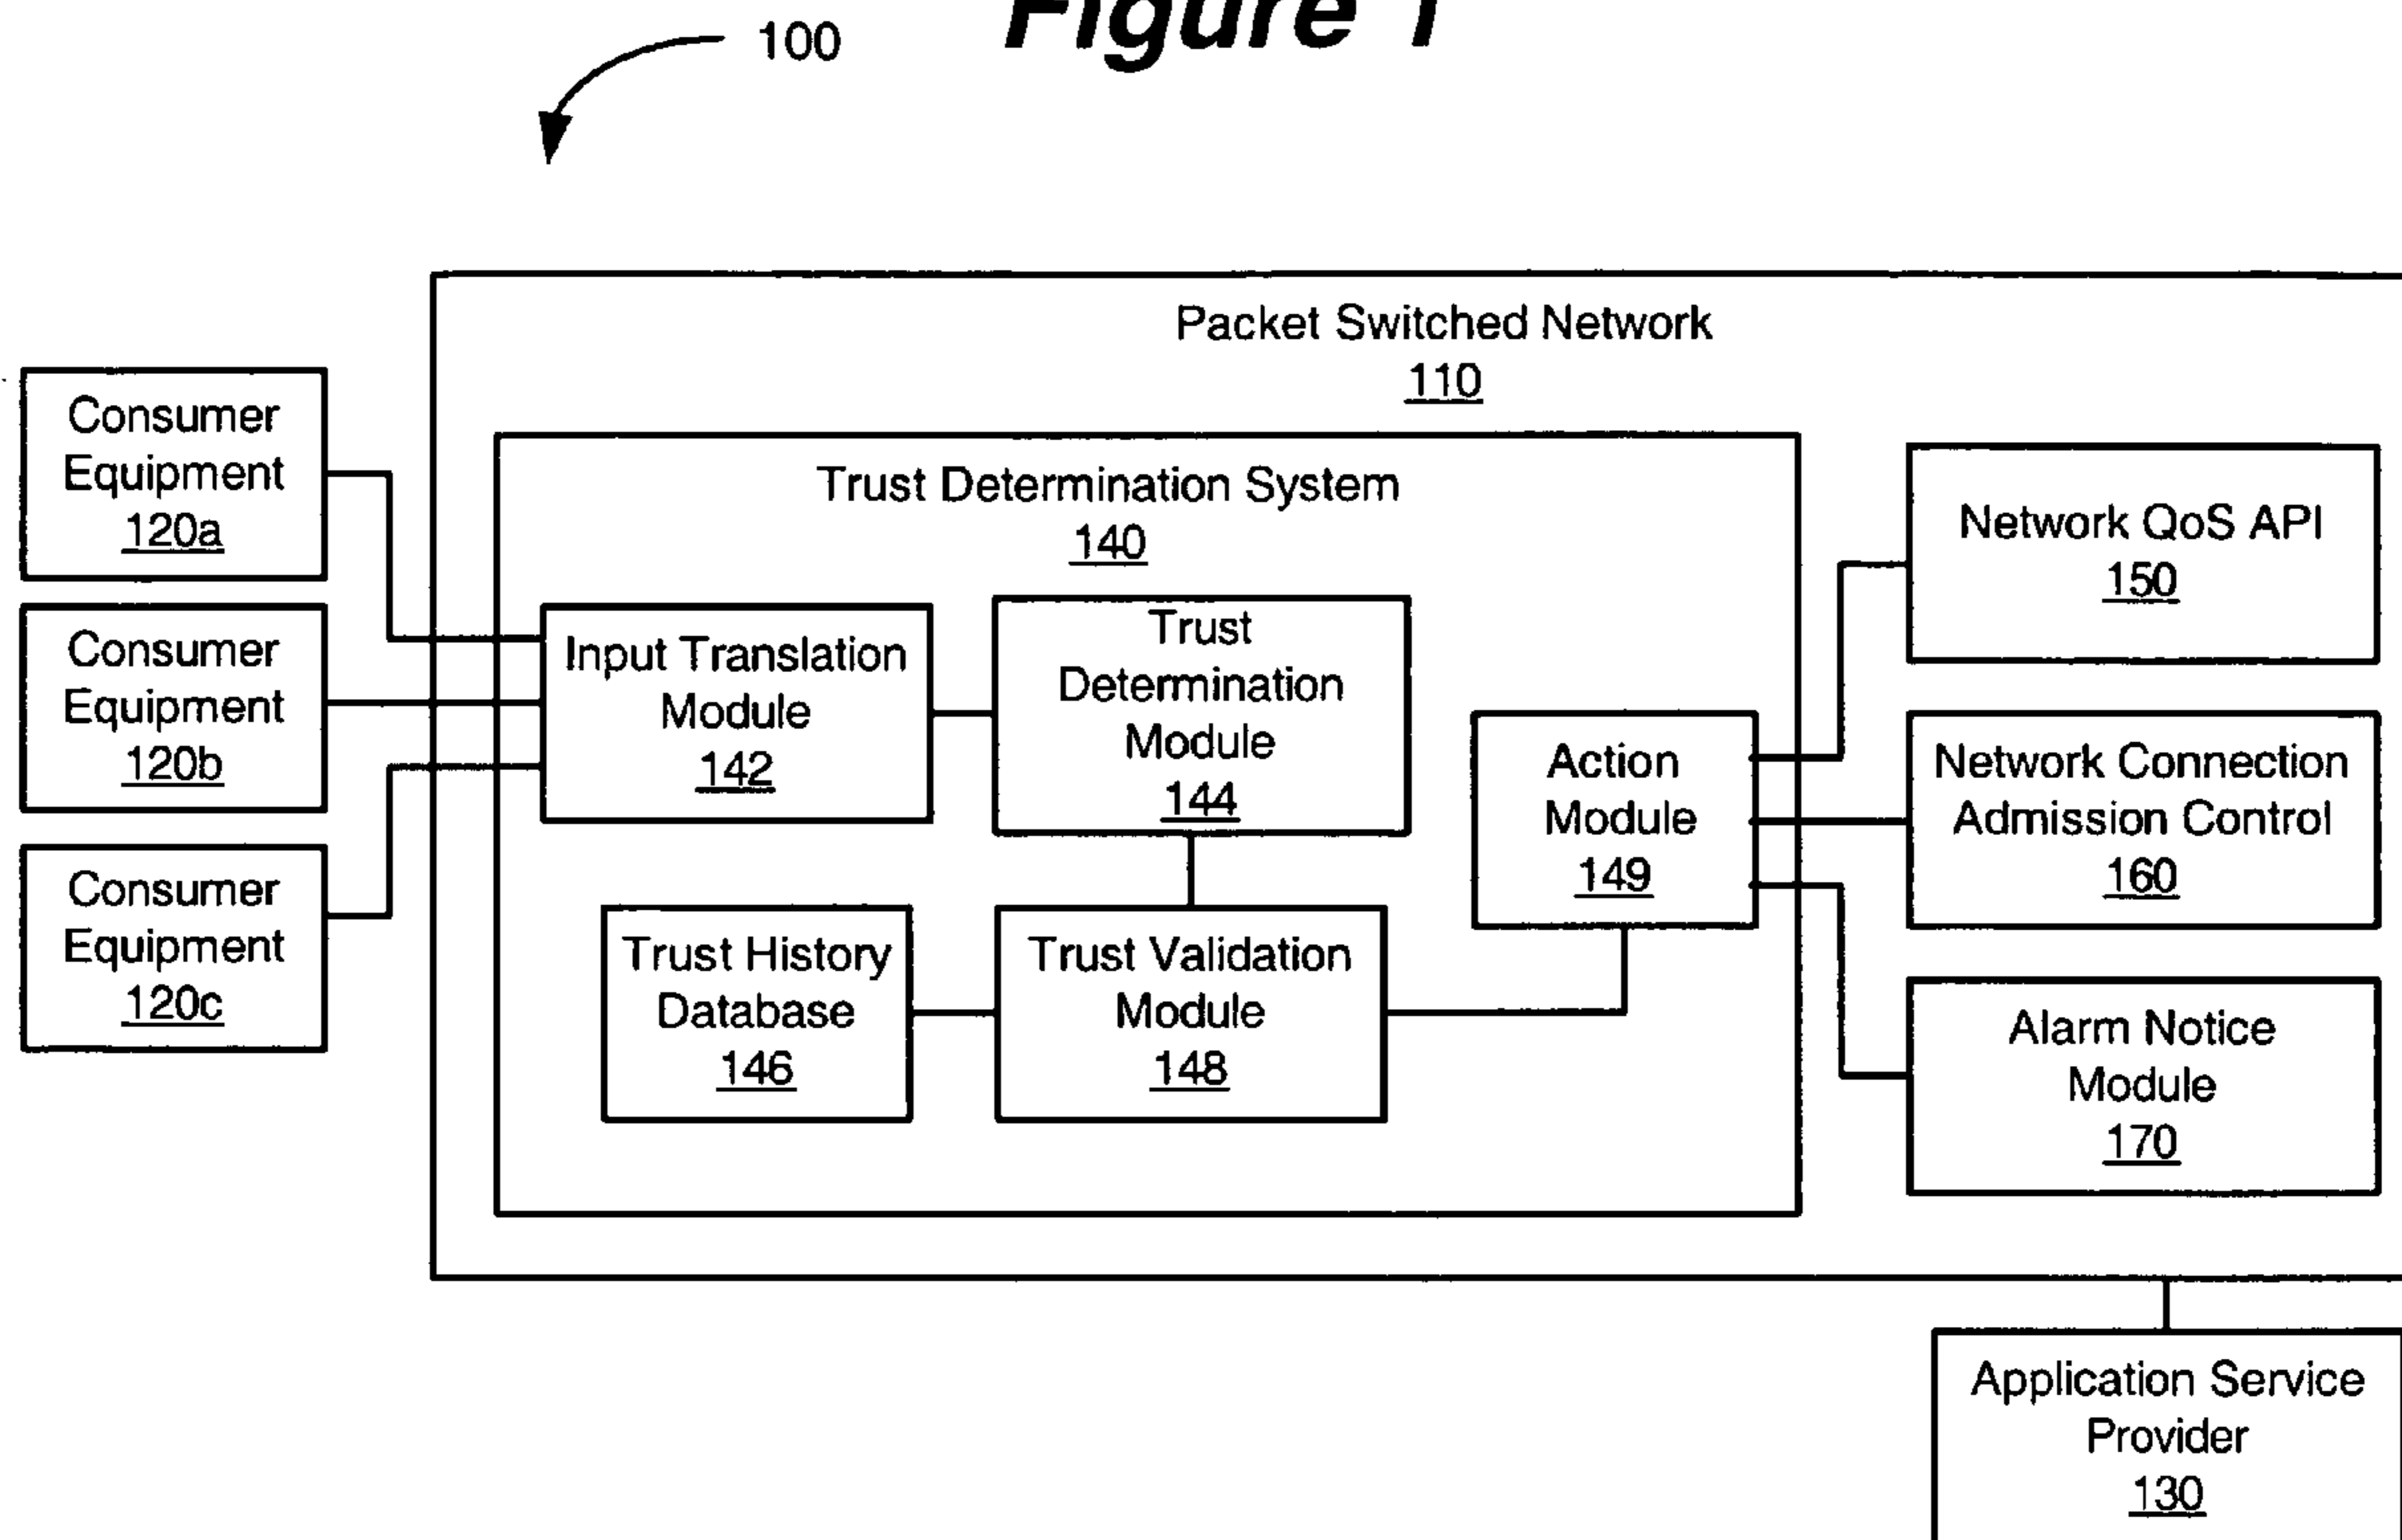 Figure 1
100
Packet Switched Network
110
Consumer
Equipment
120a
Consumer
Equipment
120b
Consumer
Equipment
120c
Trust Determination System
140
Input Translation
Module
142
Trust
Determination
Module
144
Trust History
Database
146
Trust Validation
Module
148
Action
Module
149
Network QoS API
150
Network Connection
Admission Control
160
Alarm Notice
Module
170
Application Service
Provider
130